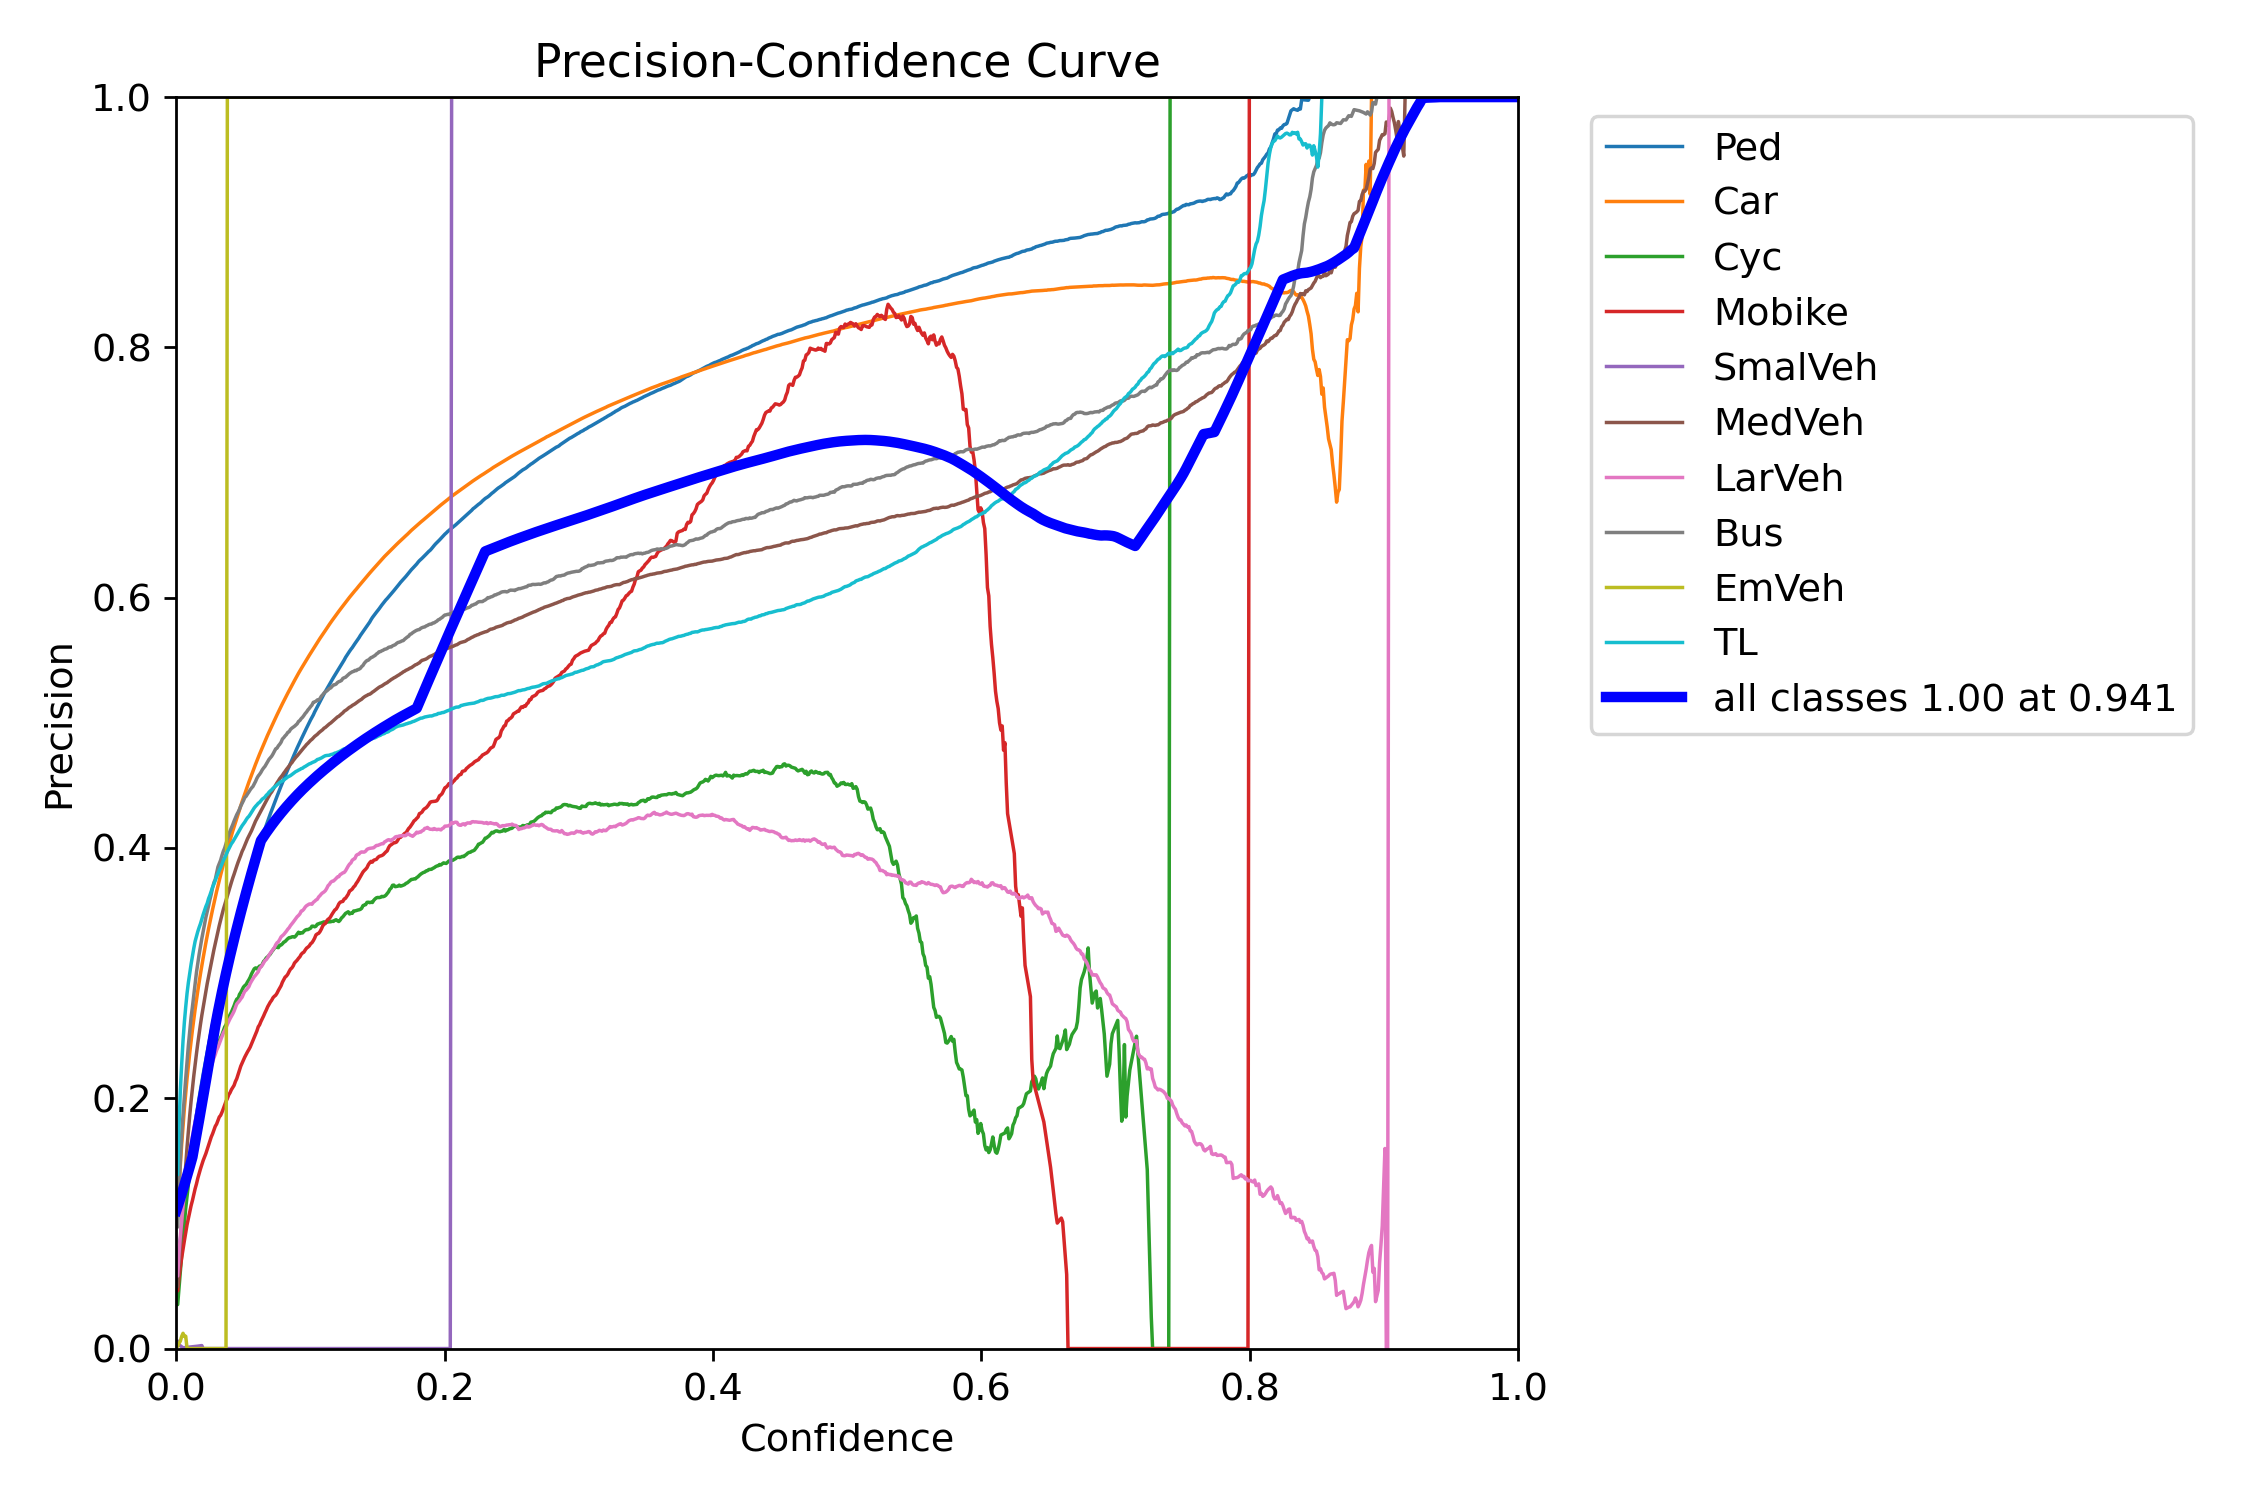 Precision-Confidence Curve
1.0
0.8
0.6
0.4
0.2
0.0
Precision
0.0 0.2 0.4 0.6 0.8 1.0
Confidence
Ped
Car
Cyc
Mobike
SmalVeh
MedVeh
LarVeh
Bus
EmVeh
TL
all classes 1.00 at 0.941